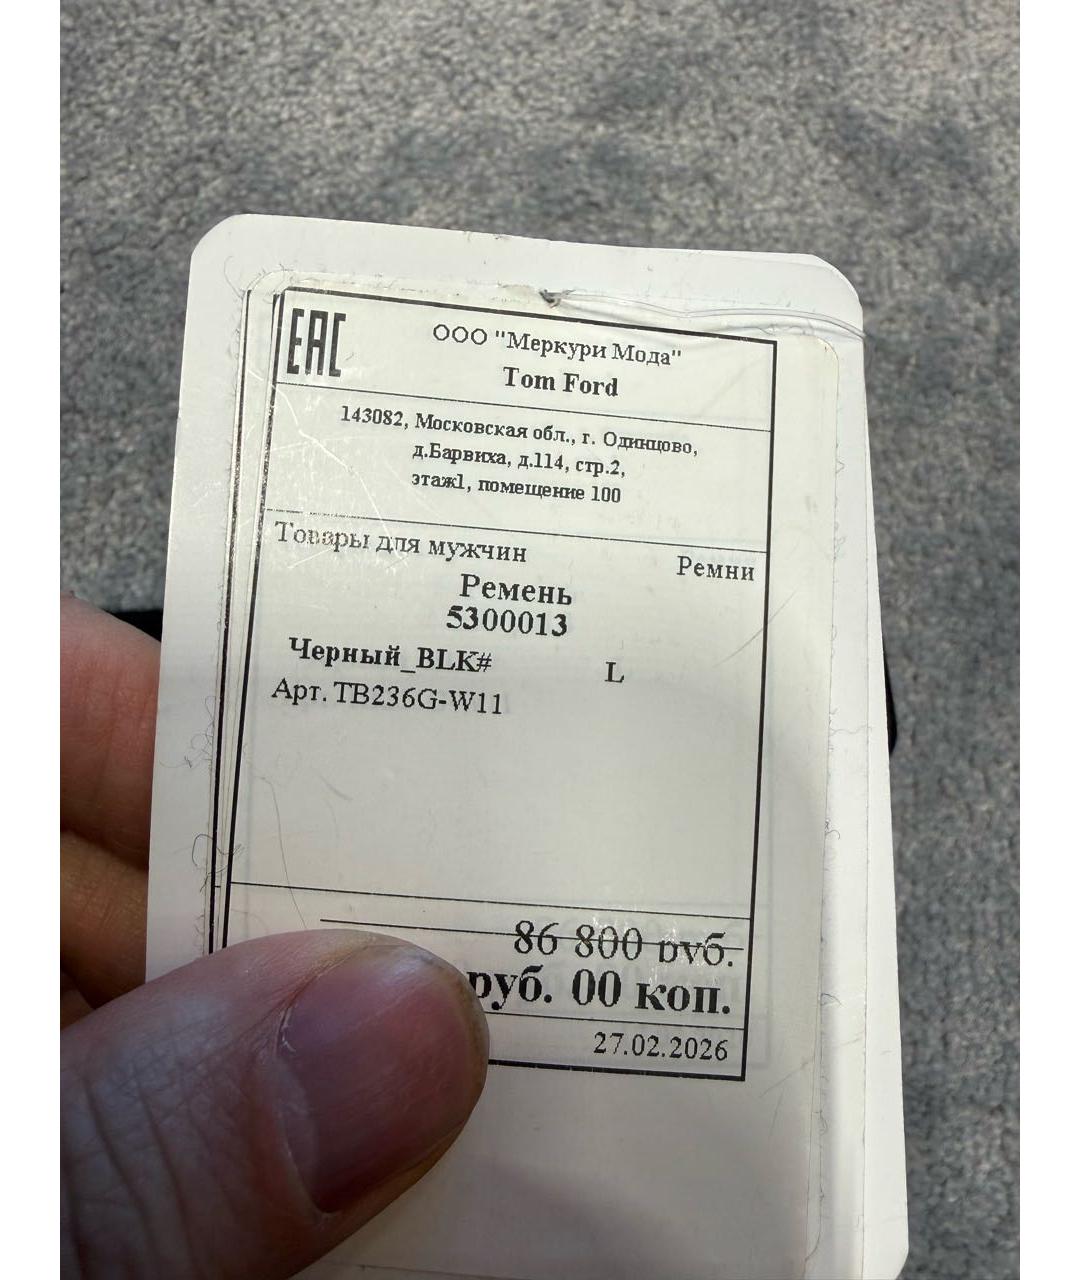 EAC
ООО "Меркури Мода"
Tom Ford
143082, Московская обл., г. Одинцово,
д.Барвиха, д.114, стр.2,
этаж1, помещение 100
Товары для мужчин Ремни
Ремень
5300013
Черный_BLK# L
Арт. TB236G-W11
86 800 руб.
руб. 00 коп.
27.02.2026